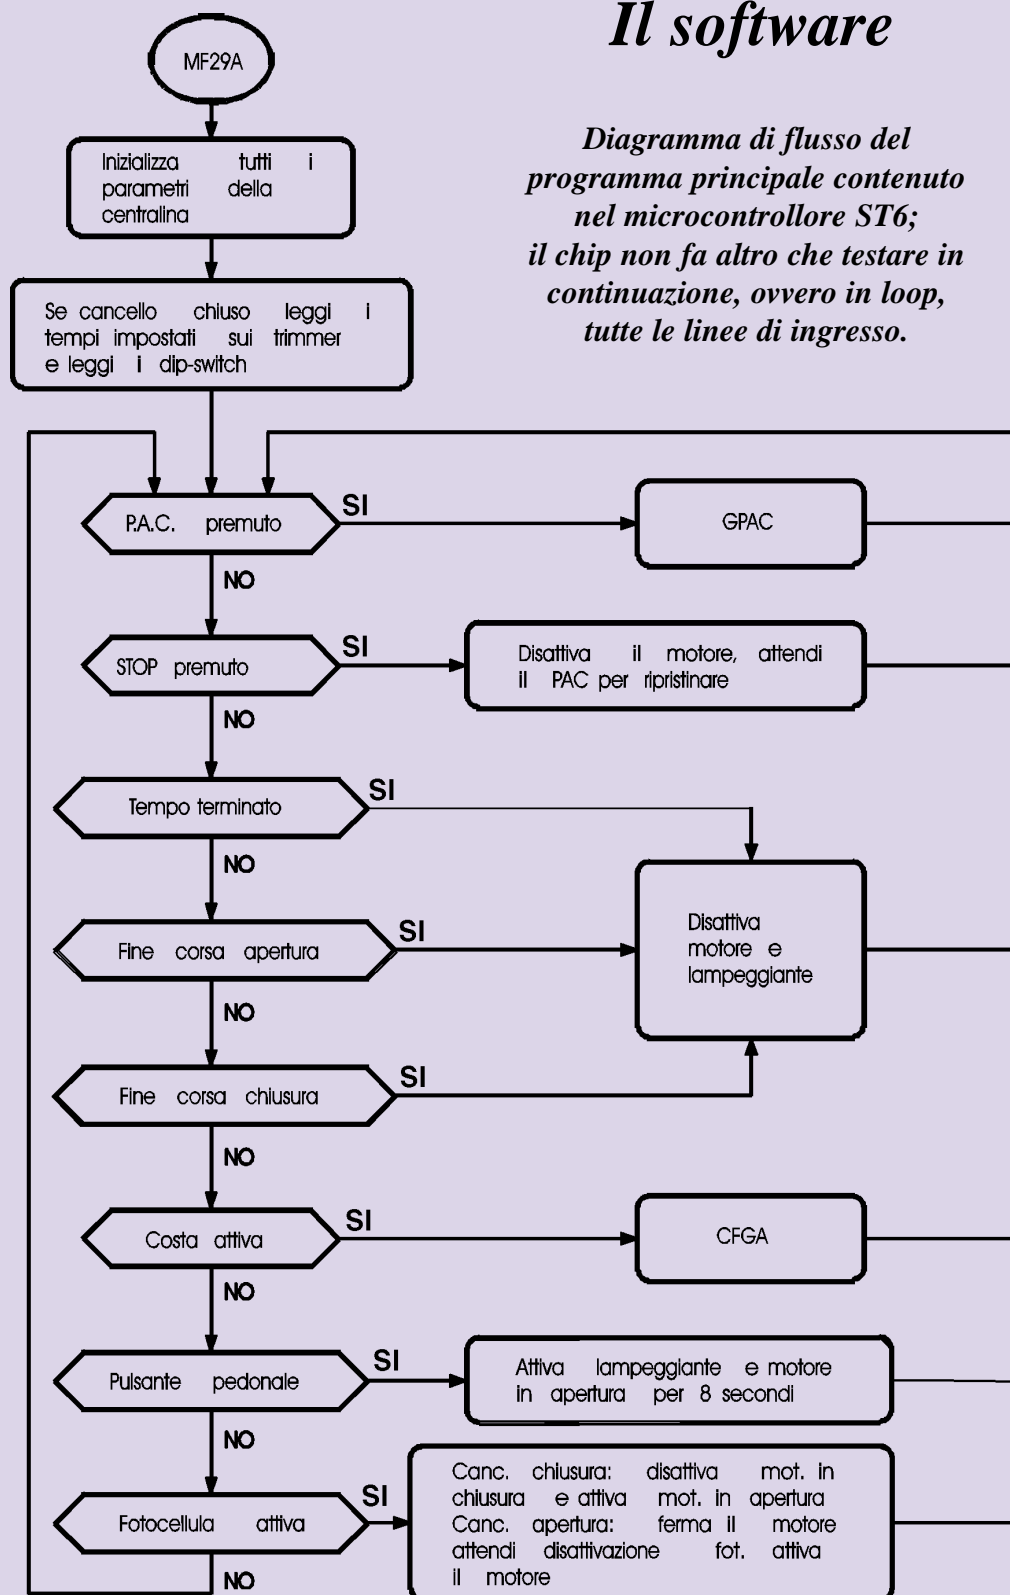 Il software
Diagramma di flusso del
programma principale contenuto
nel microcontrollore ST6;
il chip non fa altro che testare in
continuazione, ovvero in loop,
tutte le linee di ingresso.
MF29A
Inizializza tutti i
parametri della
centralina
Se cancello chiuso leggi i
tempi impostati sui trimmer
e leggi i dip-switch
P.A.C. premuto
SI
GPAC
NO
STOP premuto
SI
Disattiva il motore, attendi
il PAC per ripristinare
NO
Tempo terminato
SI
NO
Fine corsa apertura
SI
Disattiva
motore e
lampeggiante
NO
Fine corsa chiusura
SI
NO
Costa attiva
SI
CFGA
NO
Pulsante pedonale
SI
Attiva lampeggiante e motore
in apertura per 8 secondi
NO
Fotocellula attiva
SI
Canc. chiusura: disattiva mot. in
chiusura e attiva mot. in apertura
Canc. apertura: ferma il motore
attendi disattivazione fot. attiva
il motore
NO